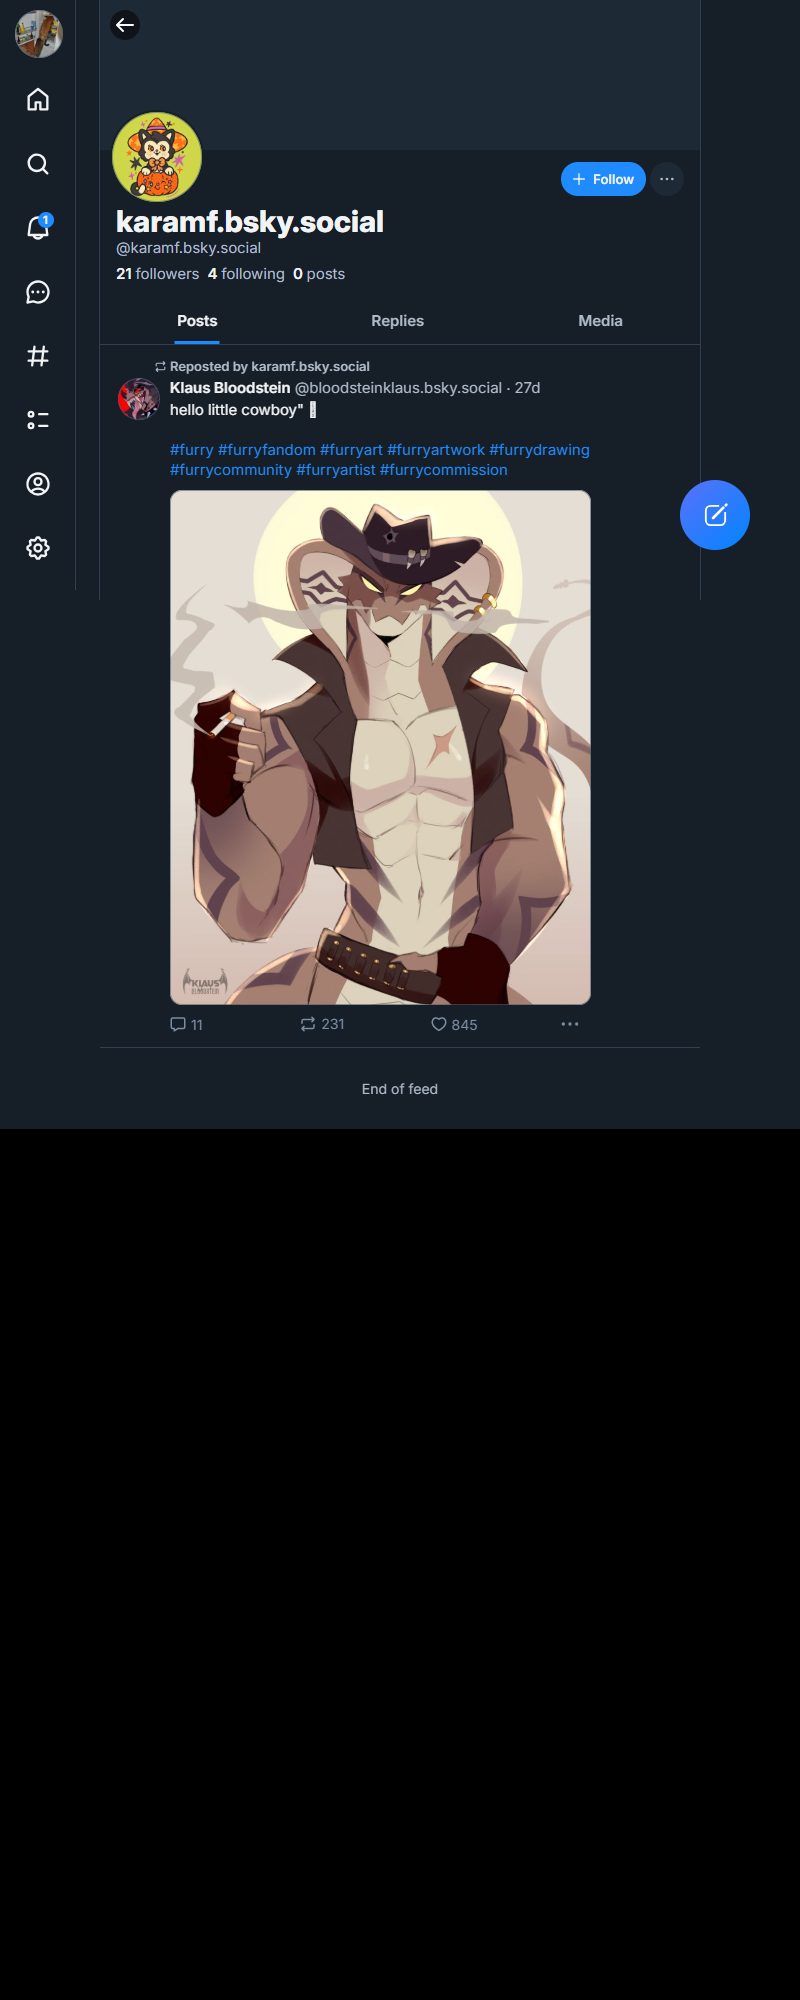 1
+ Follow
karamf.bsky.social
@karamf.bsky.social
21 followers 4 following 0 posts
Posts Replies Media
Reposted by karamf.bsky.social
Klaus Bloodstein @bloodsteinklaus.bsky.social · 27d
hello little cowboy"
#furry #furryfandom #furryart #furryartwork #furrydrawing
#furrycommunity #furryartist #furrycommission
KLAUS
BLOODSTEIN
11 231 845
End of feed